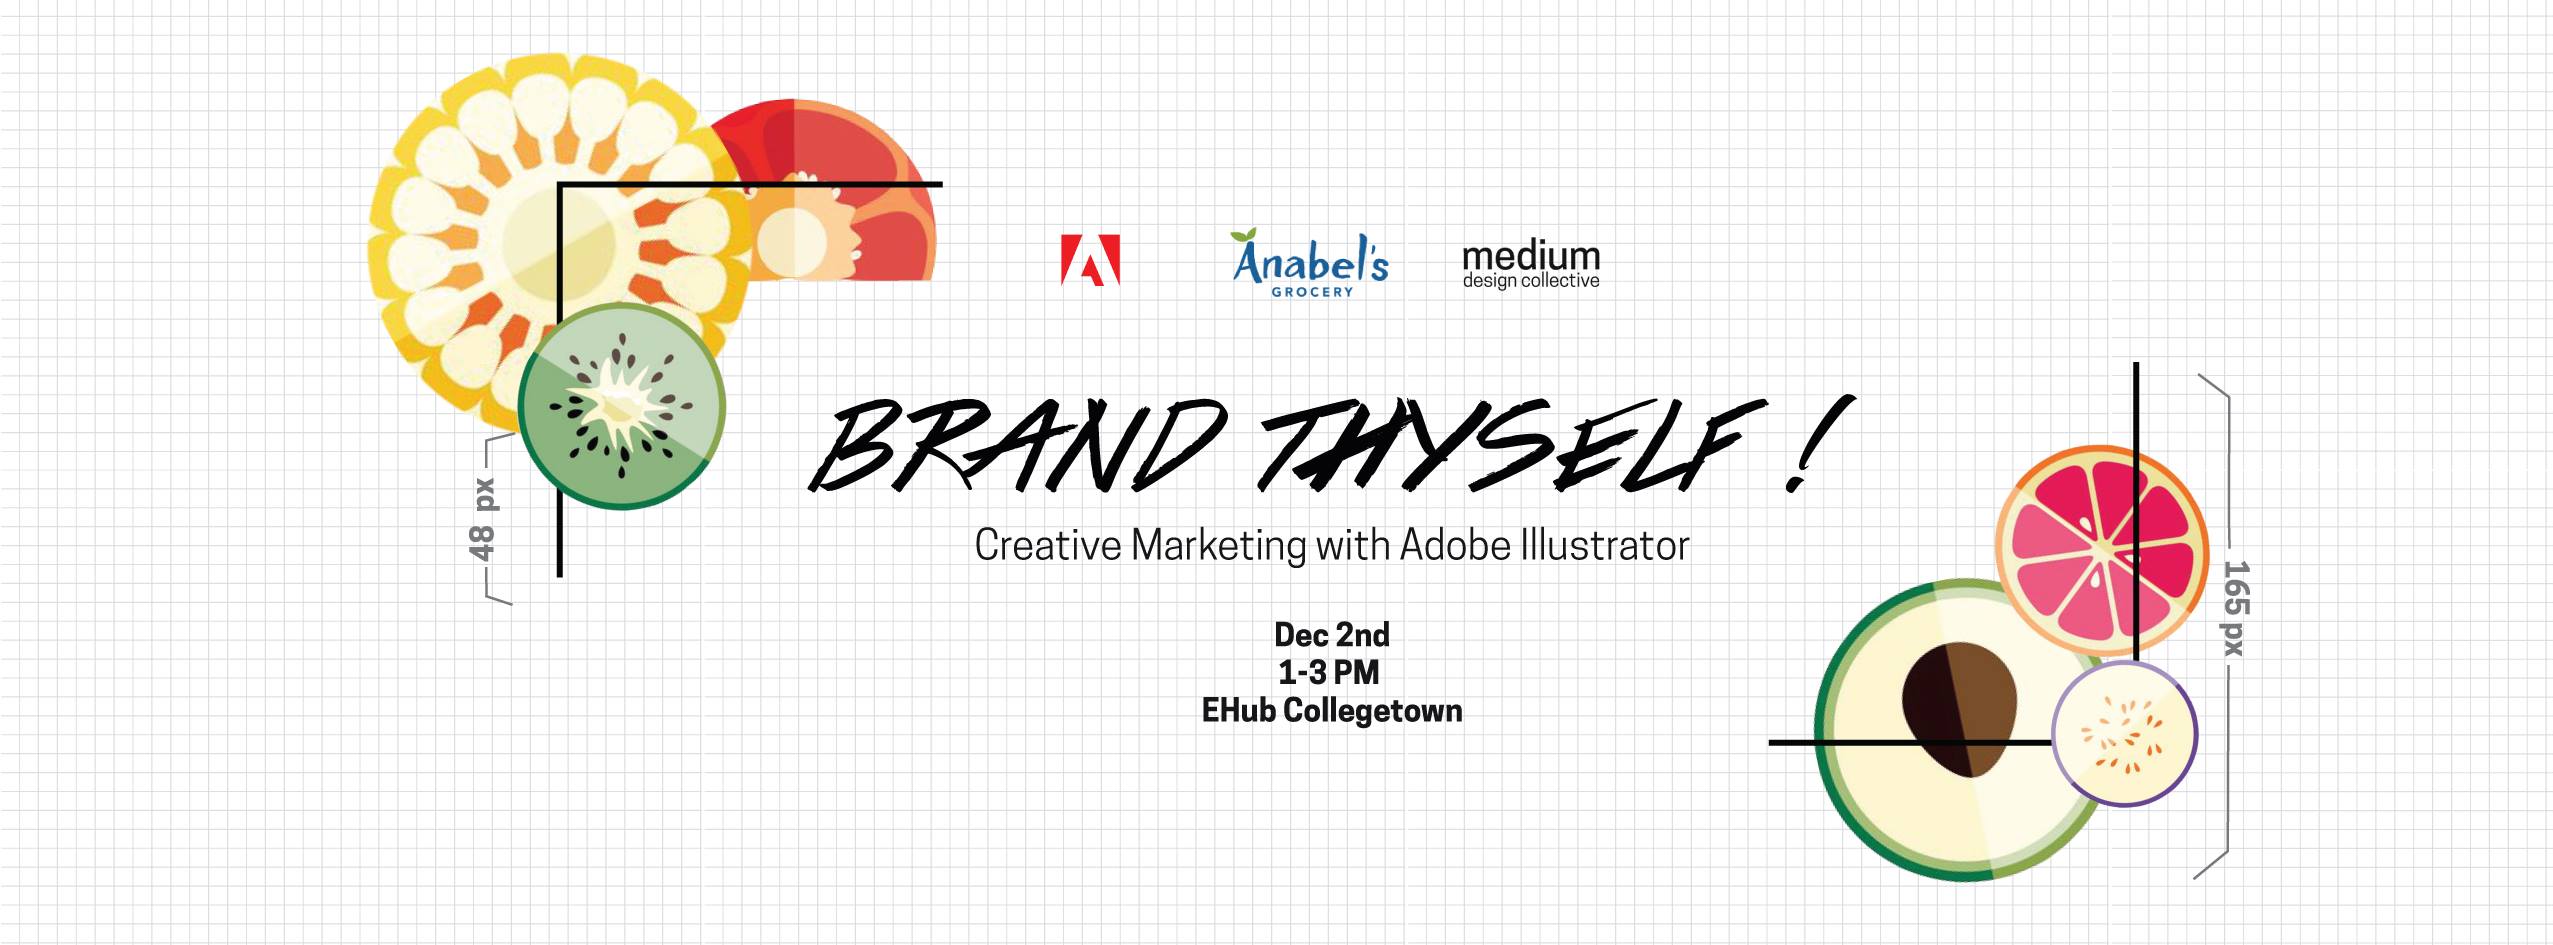 Anabel's
GROCERY
medium
design collective
BRAND THYSELF !
Creative Marketing with Adobe Illustrator
Dec 2nd
1-3 PM
EHub Collegetown
48 px
165 px